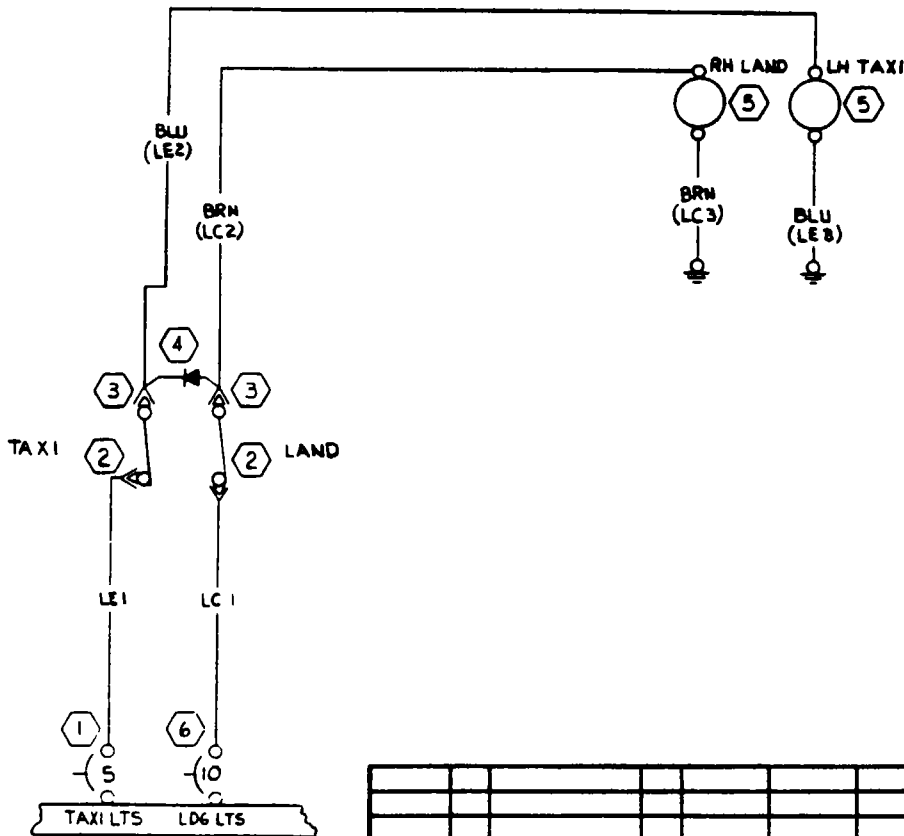 RH LAND
LH TAXI
5
5
BLU
(LE2)
BRN
(LC2)
BRN
(LC3)
BLU
(LE3)
4
3
3
TAXI
2
2
LAND
LE1
LC1
1
6
5
10
TAXI LTS
LDG LTS